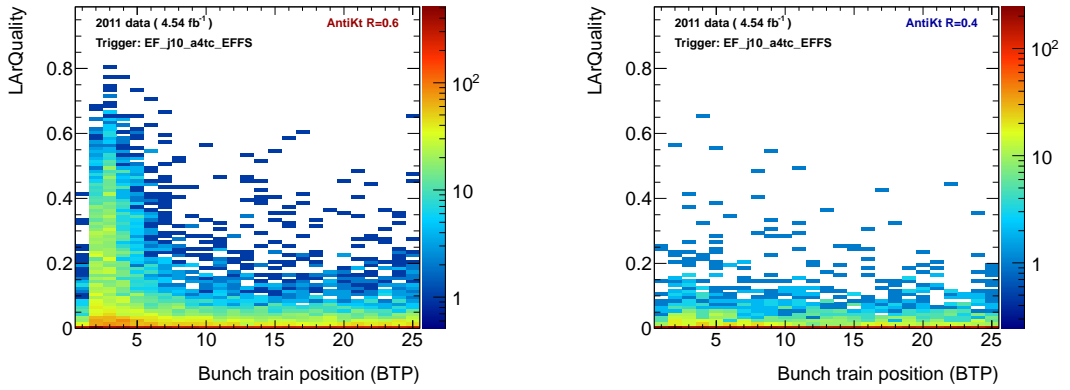 2011 data ( 4.54 fb⁻¹)
AntiKt R=0.6
Trigger: EF_j10_a4tc_EFFS
LArQuality
0.8
0.6
0.4
0.2
0
5
10
15
20
25
Bunch train position (BTP)
10²
10
1
2011 data ( 4.54 fb⁻¹)
AntiKt R=0.4
Trigger: EF_j10_a4tc_EFFS
LArQuality
0.8
0.6
0.4
0.2
0
5
10
15
20
25
Bunch train position (BTP)
10²
10
1